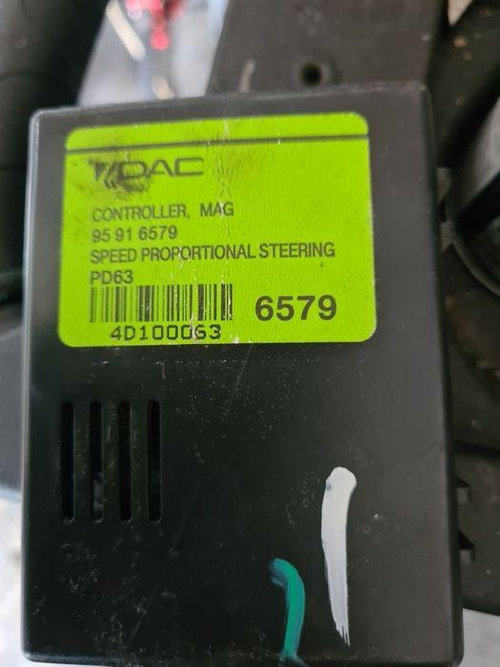 DAC
CONTROLLER, MAG
95 91 6579
SPEED PROPORTIONAL STEERING
PD63
6579
4D100063